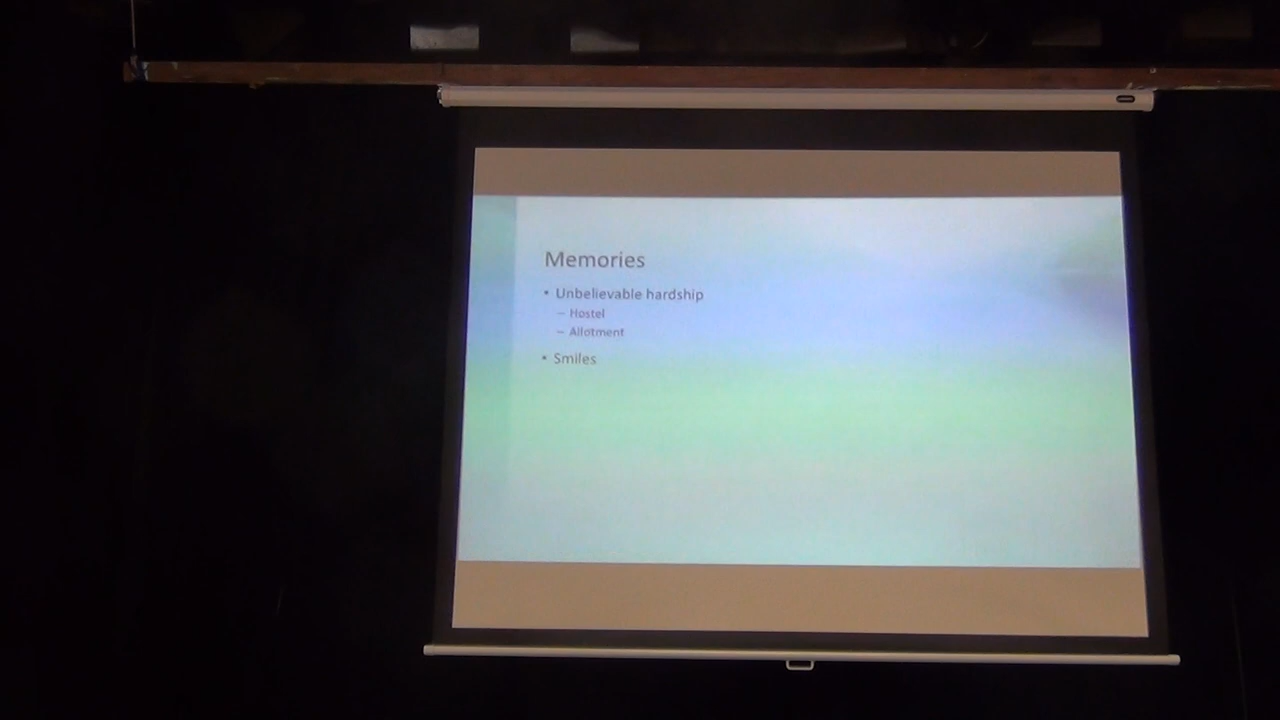 Memories
• Unbelievable hardship
– Hostel
– Allotment
• Smiles